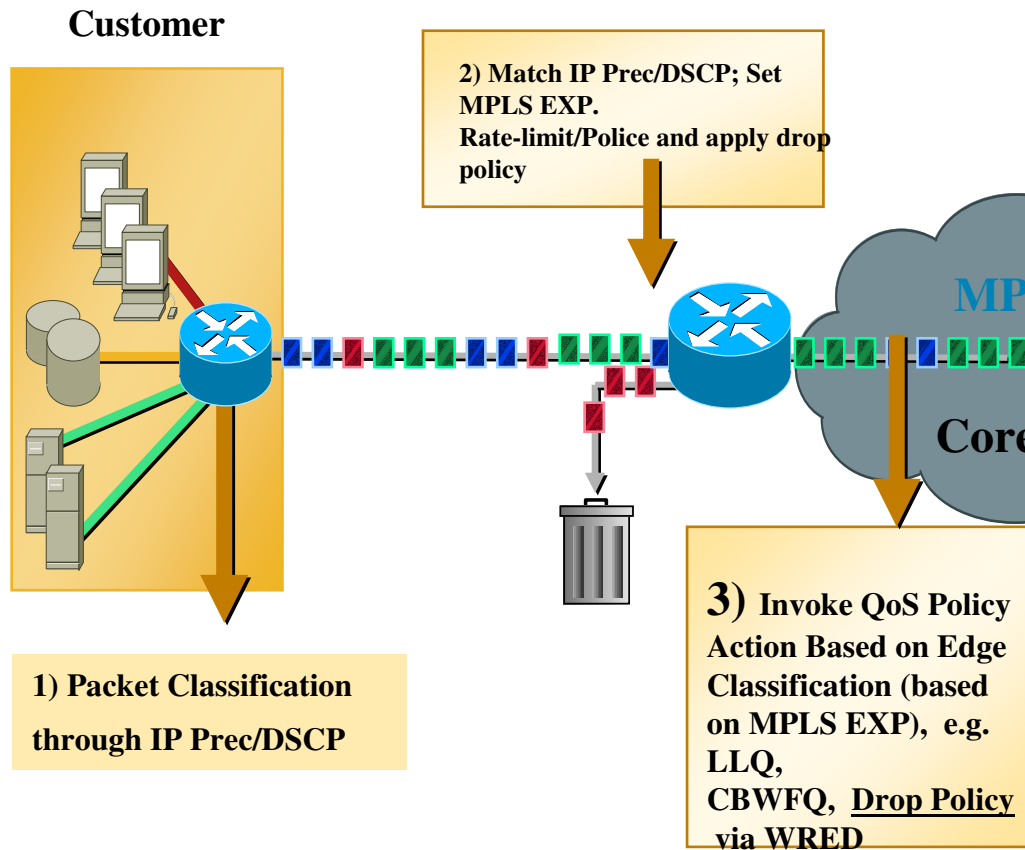 Customer
2) Match IP Prec/DSCP; Set
MPLS EXP.
Rate-limit/Police and apply drop
policy
MP
Core
1) Packet Classification
through IP Prec/DSCP
3) Invoke QoS Policy
Action Based on Edge
Classification (based
on MPLS EXP), e.g.
LLQ,
CBWFQ, Drop Policy
via WRED